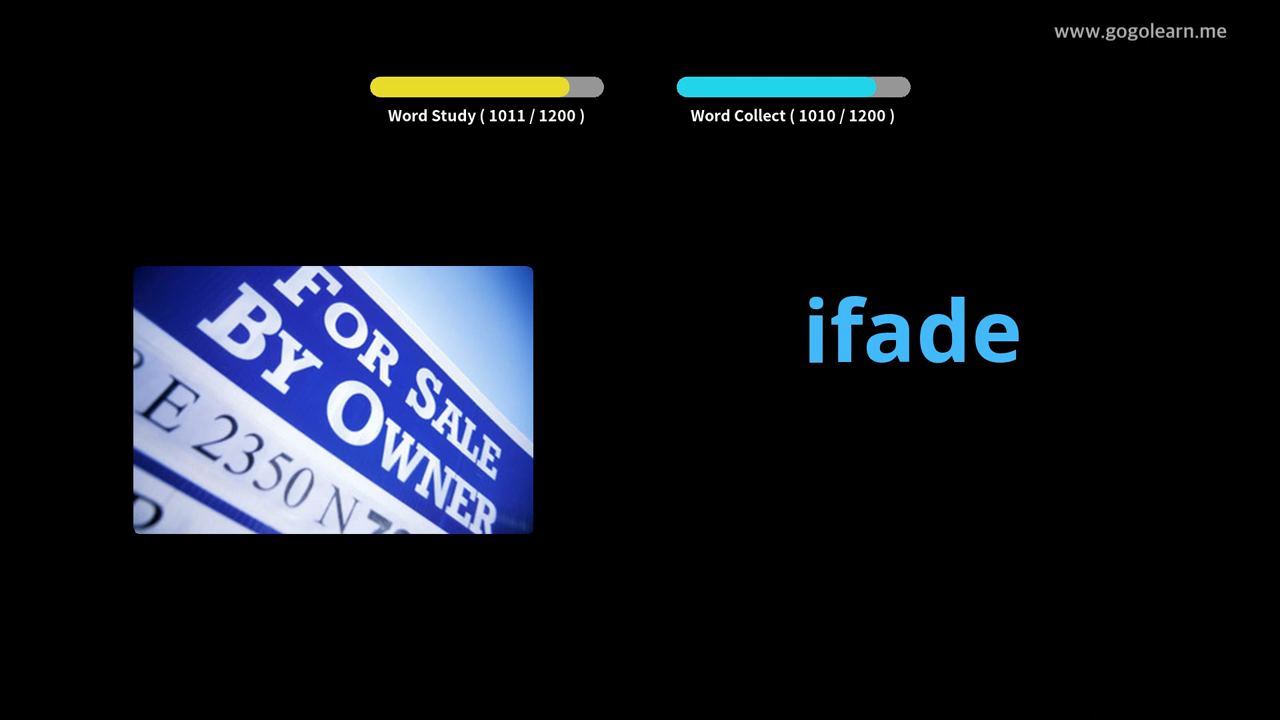 www.gogolearn.me
Word Study ( 1011 / 1200 )
Word Collect ( 1010 / 1200 )
FOR SALE
BY OWNER
E 2350 N
ifade